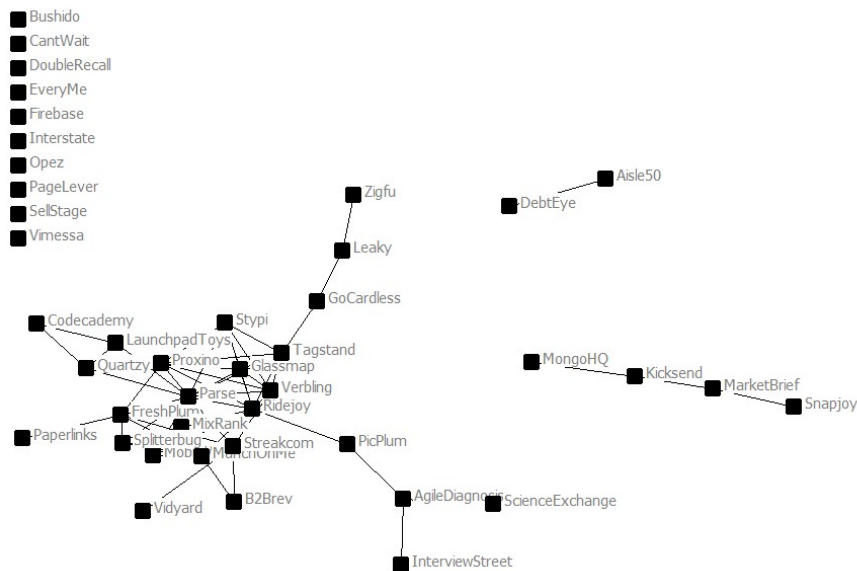 Bushido
CantWait
DoubleRecall
EveryMe
Firebase
Interstate
Opez
PageLever
SellStage
Vimessa
Aisle50
DebtEye
Zigfu
Leaky
GoCardless
Codecademy
Stypi
LaunchpadToys
Tagstand
Proxino
Glassmap
Quartzy
MongoHQ
Kicksend
MarketBrief
Snapjoy
Verbling
Parse
Ridejoy
FreshPlum
MixRank
Paperlinks
Splitterbug
Streakcom
PicPlum
MunchOnMe
B2Brev
Vidyard
AgileDiagnosis
ScienceExchange
InterviewStreet